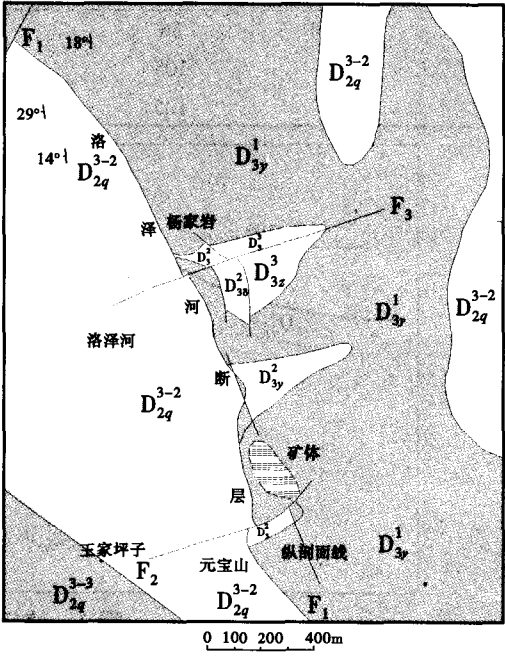 F₁
18°
29°
洛
14°
D₂q³⁻²
D₂q³⁻²
D₃y¹
泽
杨家岩
F₃
D₃z³
河
D₃y¹
D₂q³⁻²
洛泽河
断
D₃y²
D₂q³⁻²
矿体
层
玉家坪子
F₂
元宝山
纵剖面线
D₃y¹
D₂q³⁻³
D₂q³⁻²
F₁
0 100 200 400m